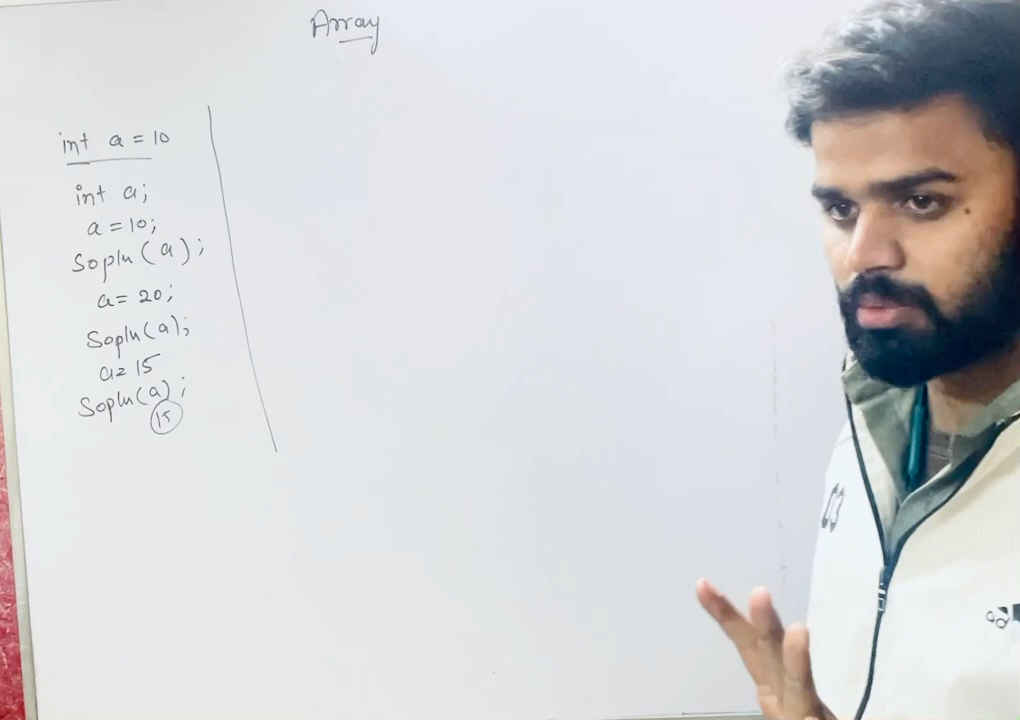 Array
int a = 10
int a;
a = 10;
Sopln(a);
a = 20;
Sopln(a);
a = 15
Sopln(a);
15